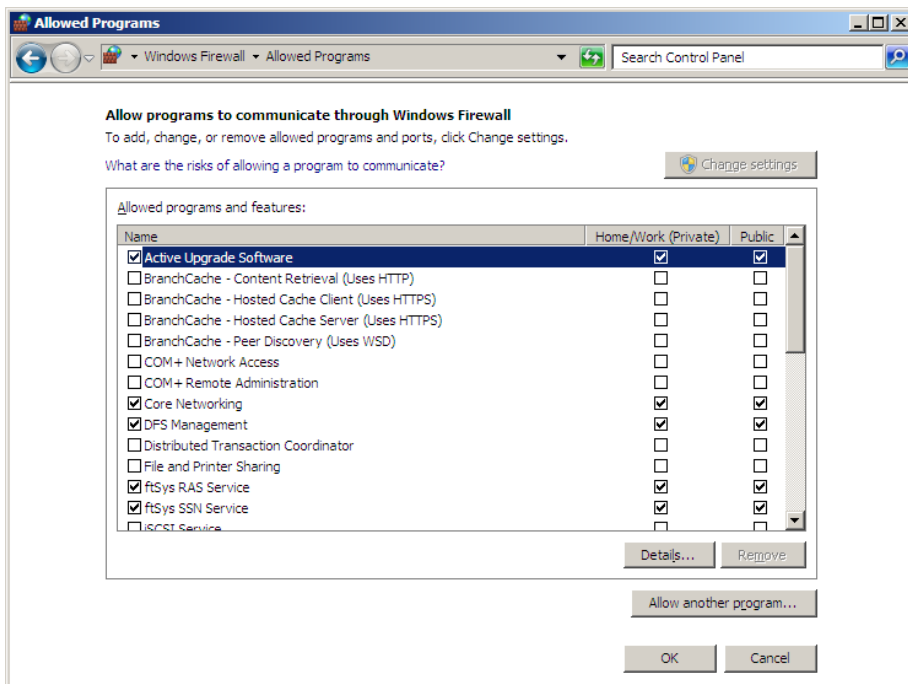 Allowed Programs
Windows Firewall Allowed Programs Search Control Panel
Allow programs to communicate through Windows Firewall
To add, change, or remove allowed programs and ports, click Change settings.
What are the risks of allowing a program to communicate? Change settings
Allowed programs and features:
Name Home/Work (Private) Public
Active Upgrade Software
BranchCache - Content Retrieval (Uses HTTP)
BranchCache - Hosted Cache Client (Uses HTTPS)
BranchCache - Hosted Cache Server (Uses HTTPS)
BranchCache - Peer Discovery (Uses WSD)
COM+ Network Access
COM+ Remote Administration
Core Networking
DFS Management
Distributed Transaction Coordinator
File and Printer Sharing
ftSys RAS Service
ftSys SSN Service
iSCSI Service
Details... Remove
Allow another program...
OK Cancel